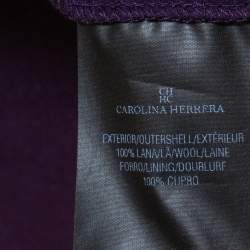 CH
HC
CAROLINA HERRERA
EXTERIOR/OUTERSHELL/EXTÉRIEUR
100% LANA/LÃ/WOOL/LAINE
FORRO/LINING/DOUBLURE
100% CUPRO